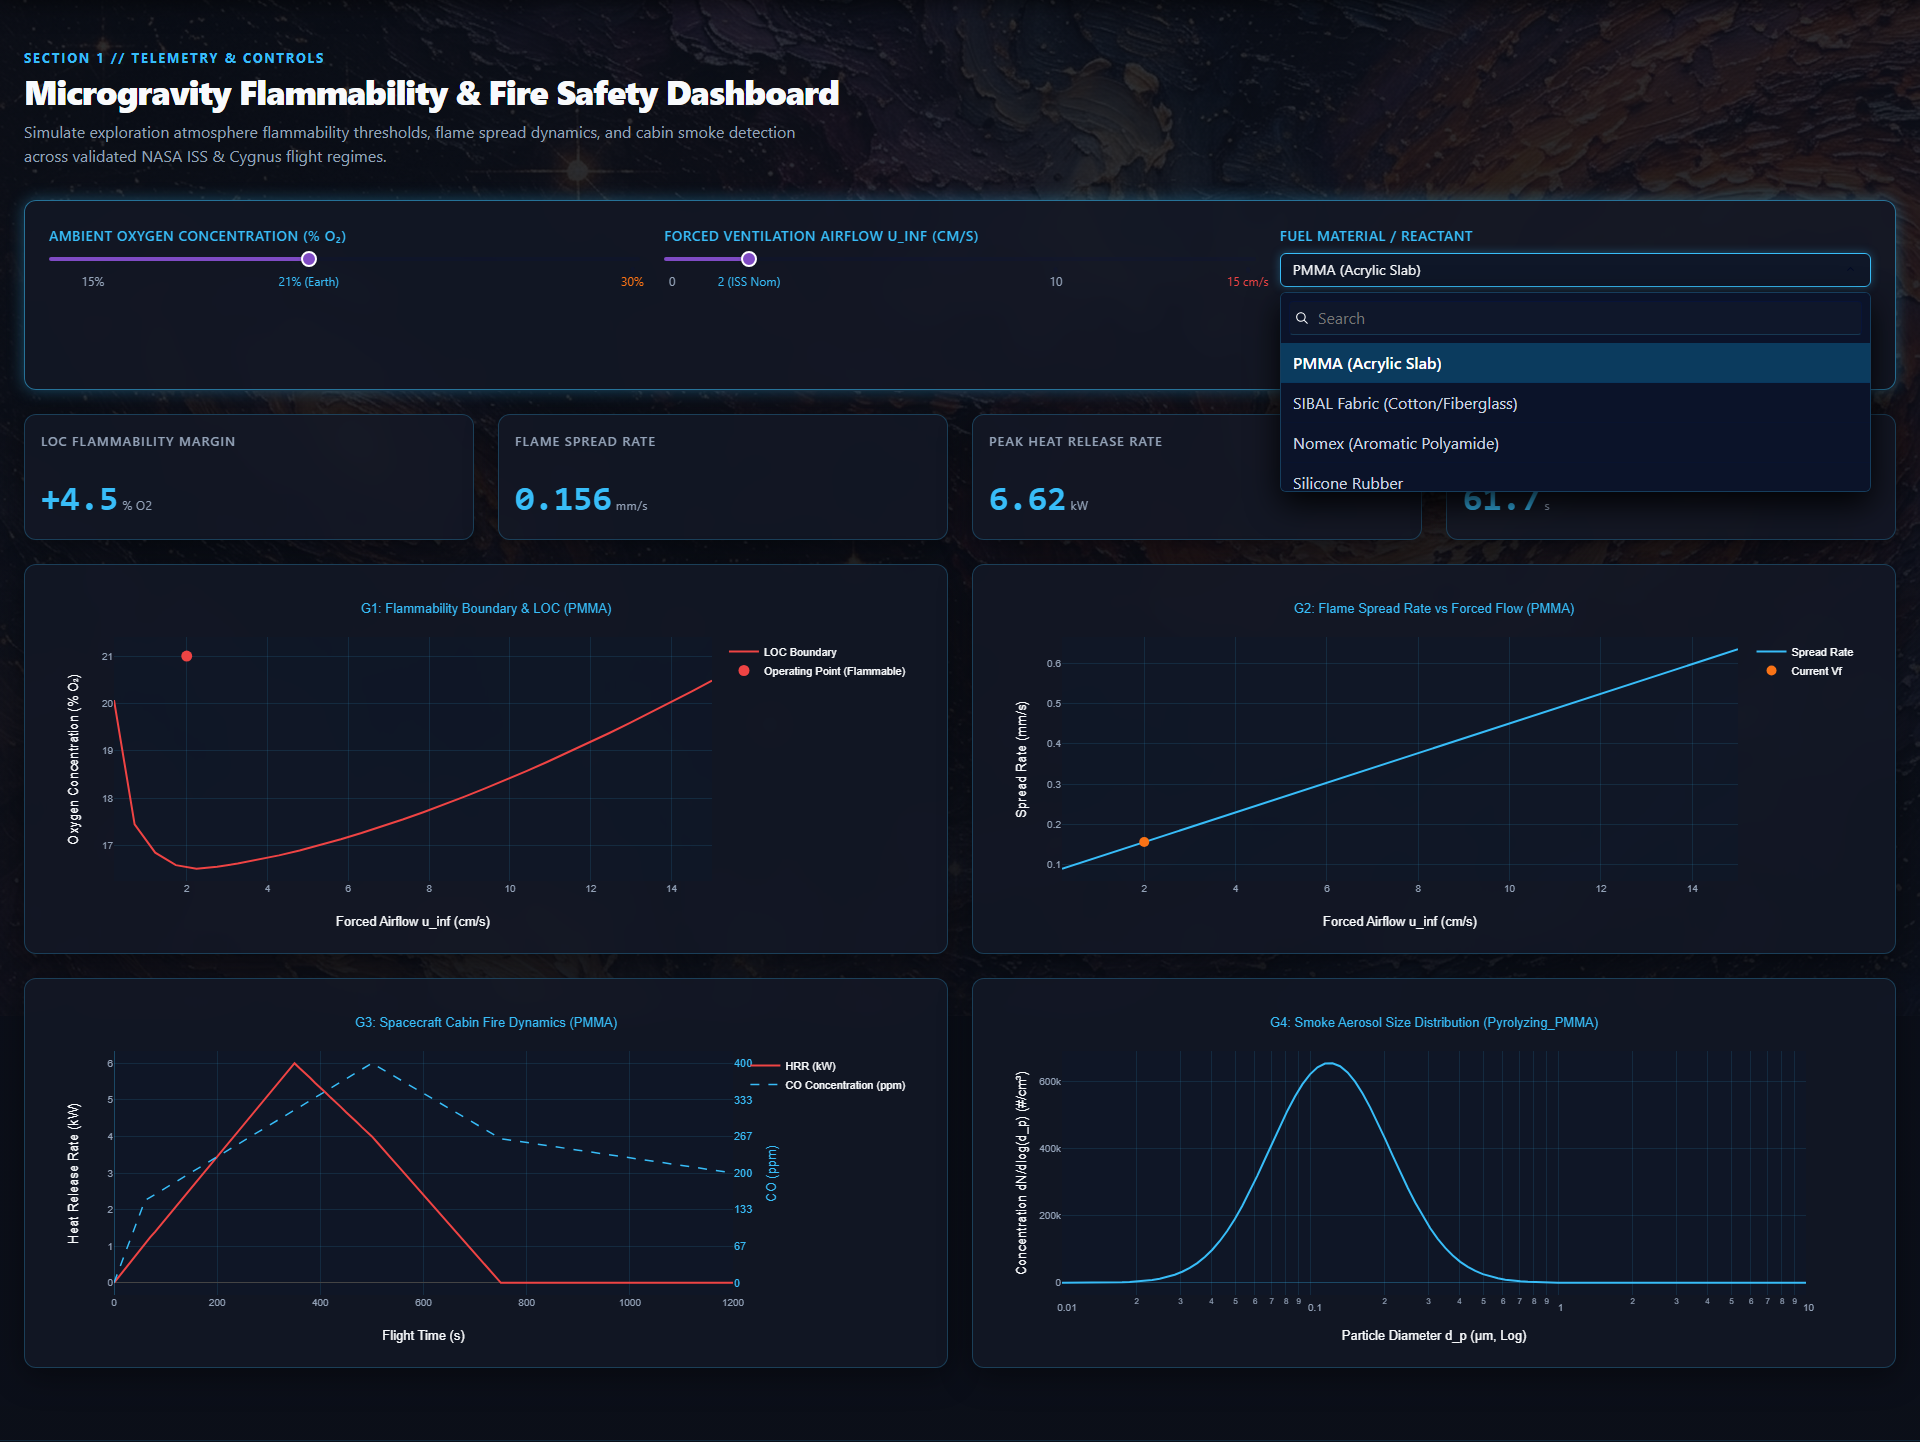 SECTION 1 // TELEMETRY & CONTROLS
Microgravity Flammability & Fire Safety Dashboard
Simulate exploration atmosphere flammability thresholds, flame spread dynamics, and cabin smoke detection
across validated NASA ISS & Cygnus flight regimes.
AMBIENT OXYGEN CONCENTRATION (% O₂)
15% 21% (Earth) 30%
FORCED VENTILATION AIRFLOW U_INF (CM/S)
0 2 (ISS Nom) 10 15 cm/s
FUEL MATERIAL / REACTANT
PMMA (Acrylic Slab)
Search
PMMA (Acrylic Slab)
SIBAL Fabric (Cotton/Fiberglass)
Nomex (Aromatic Polyamide)
Silicone Rubber
LOC FLAMMABILITY MARGIN
+4.5 % O2
FLAME SPREAD RATE
0.156 mm/s
PEAK HEAT RELEASE RATE
6.62 kW
61.7 s
G1: Flammability Boundary & LOC (PMMA)
Oxygen Concentration (% O₂)
21
20
19
18
17
2 4 6 8 10 12 14
Forced Airflow u_inf (cm/s)
LOC Boundary
Operating Point (Flammable)
G2: Flame Spread Rate vs Forced Flow (PMMA)
Spread Rate (mm/s)
0.6
0.5
0.4
0.3
0.2
0.1
2 4 6 8 10 12 14
Forced Airflow u_inf (cm/s)
Spread Rate
Current Vf
G3: Spacecraft Cabin Fire Dynamics (PMMA)
Heat Release Rate (kW)
6
5
4
3
2
1
0
0 200 400 600 800 1000 1200
Flight Time (s)
400
333
267
200
133
67
0
CO (ppm)
HRR (kW)
CO Concentration (ppm)
G4: Smoke Aerosol Size Distribution (Pyrolyzing_PMMA)
Concentration dN/dlog(d_p) (#/cm³)
600k
400k
200k
0
0.01 2 3 4 5 6 7 8 9 0.1 2 3 4 5 6 7 8 9 1 2 3 4 5 6 7 8 9 10
Particle Diameter d_p (µm, Log)